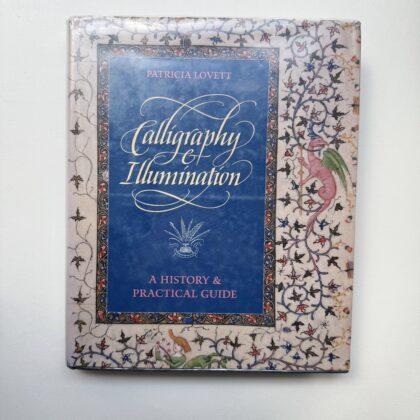 PATRICIA LOVETT
Calligraphy
&
Illumination
A HISTORY &
PRACTICAL GUIDE